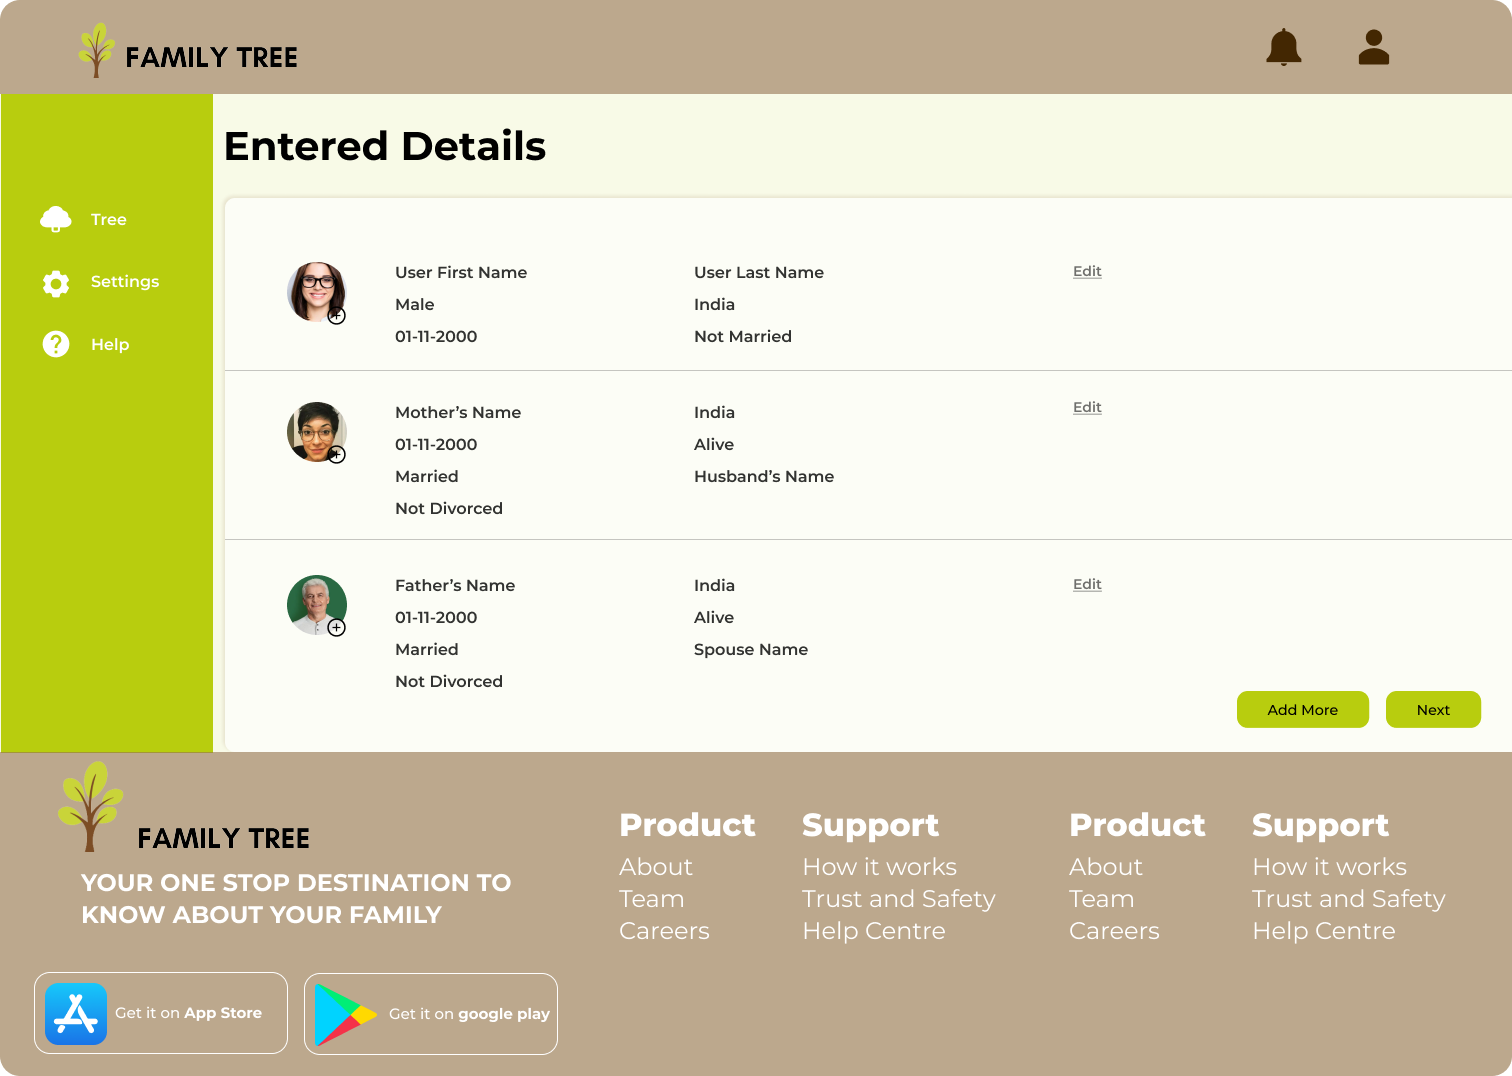 FAMILY TREE
Entered Details
Tree
Settings
Help
User First Name
User Last Name
Edit
Male
India
01-11-2000
Not Married
Mother’s Name
India
Edit
01-11-2000
Alive
Married
Husband’s Name
Not Divorced
Father’s Name
India
Edit
01-11-2000
Alive
Married
Spouse Name
Not Divorced
Add More
Next
FAMILY TREE
YOUR ONE STOP DESTINATION TO
KNOW ABOUT YOUR FAMILY
Get it on App Store
Get it on google play
Product
About
Team
Careers
Support
How it works
Trust and Safety
Help Centre
Product
About
Team
Careers
Support
How it works
Trust and Safety
Help Centre